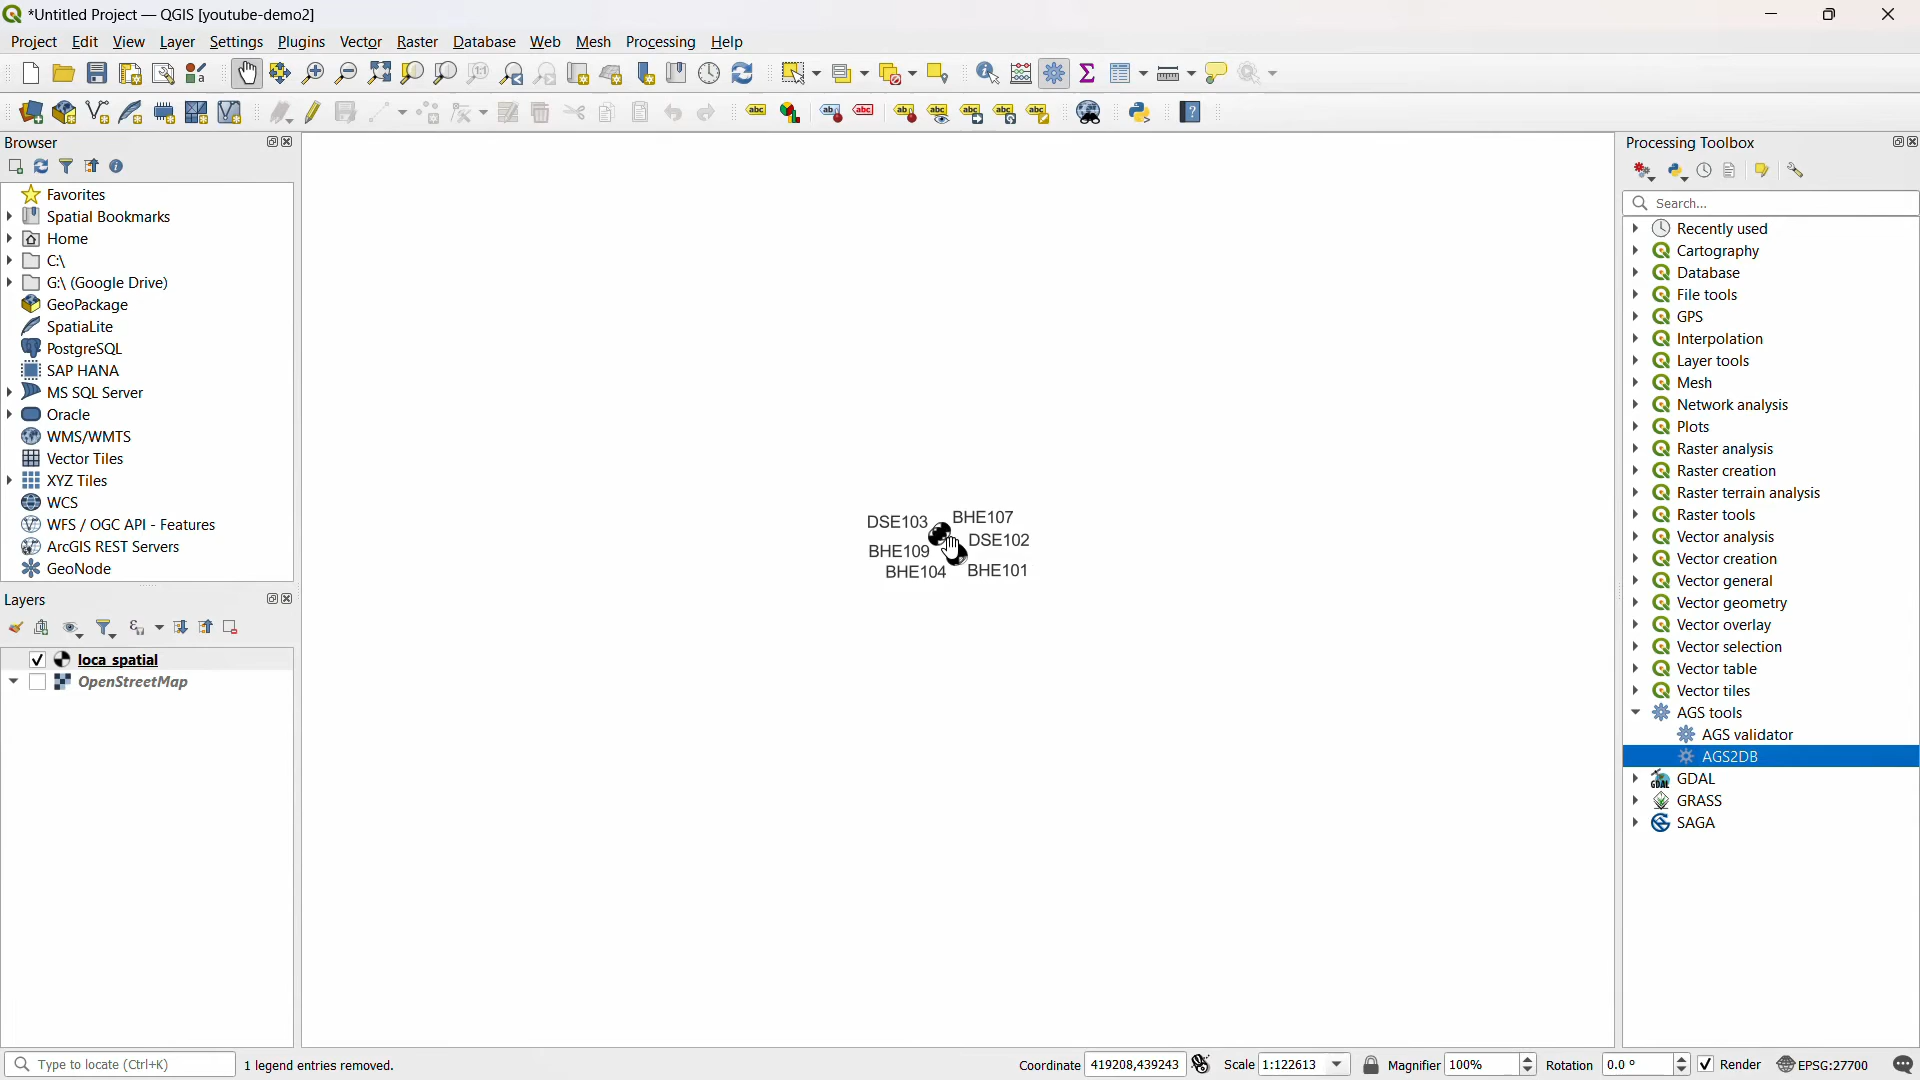 *Untitled Project — QGIS [youtube-demo2]
Project Edit View Layer Settings Plugins Vector Raster Database Web Mesh Processing Help
Browser
Favorites
Spatial Bookmarks
Home
C:\
G:\ (Google Drive)
GeoPackage
SpatiaLite
PostgreSQL
SAP HANA
MS SQL Server
Oracle
WMS/WMTS
Vector Tiles
XYZ Tiles
WCS
WFS / OGC API - Features
ArcGIS REST Servers
GeoNode
Layers
loca_spatial
OpenStreetMap
DSE103 BHE107
DSE102
BHE109
BHE104 BHE101
Processing Toolbox
Search...
Recently used
Cartography
Database
File tools
GPS
Interpolation
Layer tools
Mesh
Network analysis
Plots
Raster analysis
Raster creation
Raster terrain analysis
Raster tools
Vector analysis
Vector creation
Vector general
Vector geometry
Vector overlay
Vector selection
Vector table
Vector tiles
AGS tools
AGS validator
AGS2DB
GDAL
GRASS
SAGA
Type to locate (Ctrl+K) 1 legend entries removed. Coordinate 419208,439243 Scale 1:122613 Magnifier 100% Rotation 0.0 ° Render EPSG:27700